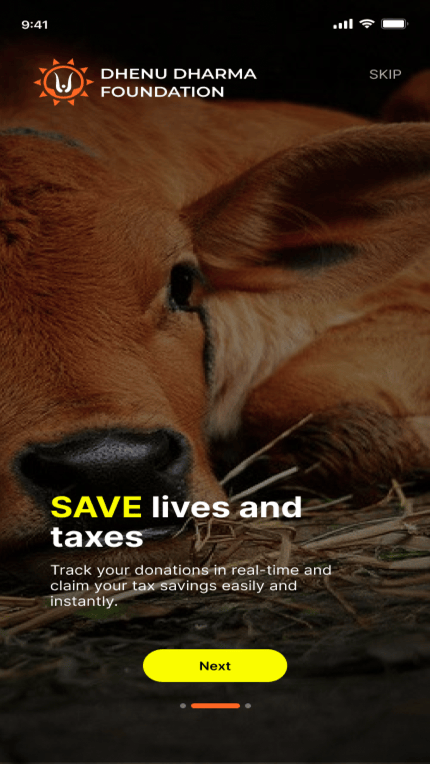 9:41
DHENU DHARMA
FOUNDATION
SKIP
SAVE lives and
taxes
Track your donations in real-time and
claim your tax savings easily and
instantly.
Next